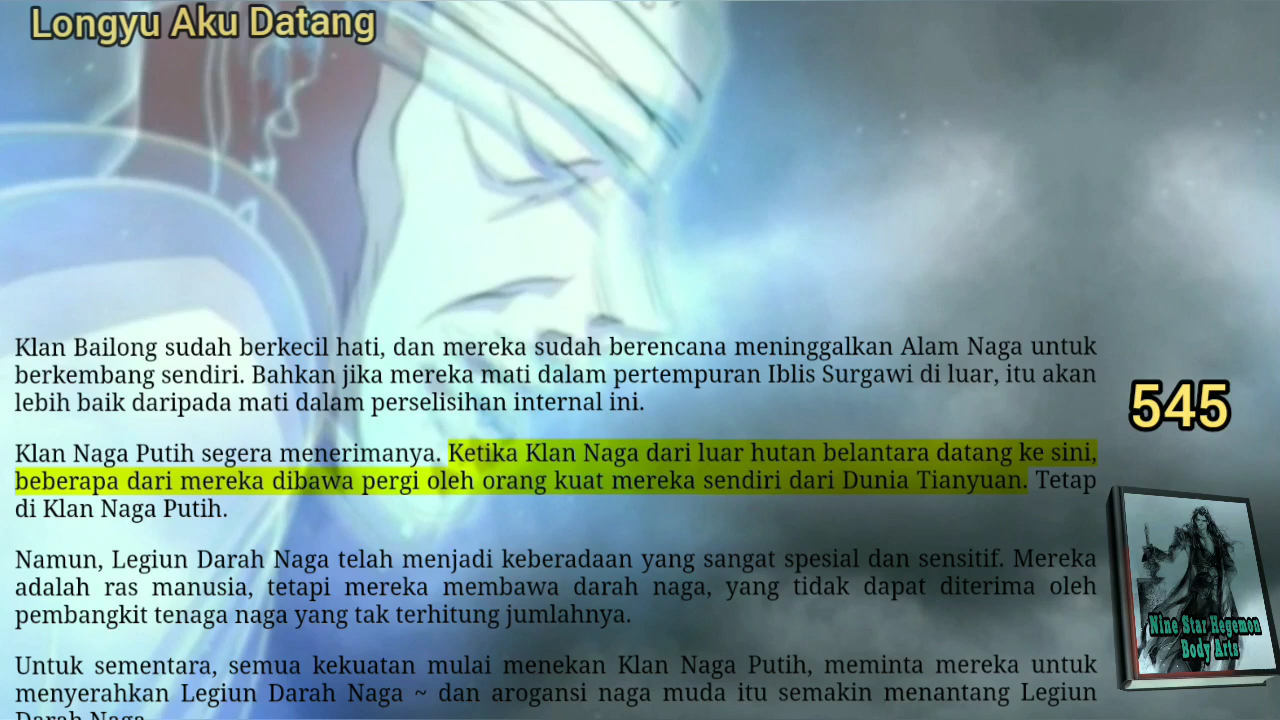 Longyu Aku Datang
Klan Bailong sudah berkecil hati, dan mereka sudah berencana meninggalkan Alam Naga untuk
berkembang sendiri. Bahkan jika mereka mati dalam pertempuran Iblis Surgawi di luar, itu akan
lebih baik daripada mati dalam perselisihan internal ini.
Klan Naga Putih segera menerimanya. Ketika Klan Naga dari luar hutan belantara datang ke sini,
beberapa dari mereka dibawa pergi oleh orang kuat mereka sendiri dari Dunia Tianyuan. Tetap
di Klan Naga Putih.
Namun, Legiun Darah Naga telah menjadi keberadaan yang sangat spesial dan sensitif. Mereka
adalah ras manusia, tetapi mereka membawa darah naga, yang tidak dapat diterima oleh
pembangkit tenaga naga yang tak terhitung jumlahnya.
Untuk sementara, semua kekuatan mulai menekan Klan Naga Putih, meminta mereka untuk
menyerahkan Legiun Darah Naga ~ dan arogansi naga muda itu semakin menantang Legiun
Darah Naga
545
Nine Star Hegemon
Body Arts